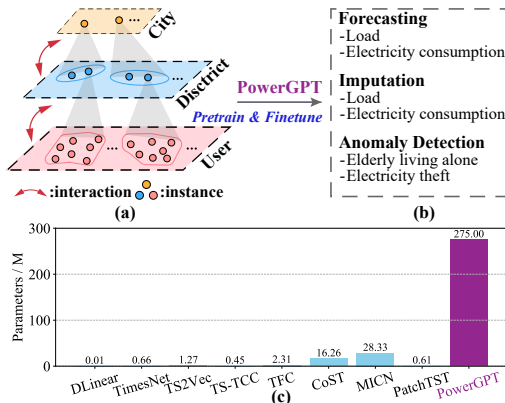 City
...
Disctrict
...
User
...
...
:interaction
:instance
(a)
PowerGPT
Pretrain & Finetune
Forecasting
-Load
-Electricity consumption
Imputation
-Load
-Electricity consumption
Anomaly Detection
-Elderly living alone
-Electricity theft
(b)
Parameters / M
300
200
100
0
0.01
0.66
1.27
0.45
2.31
16.26
28.33
0.61
275.00
DLinear
TimesNet
TS2Vec
TS-TCC
TFC
CoST
MICN
PatchTST
PowerGPT
(c)